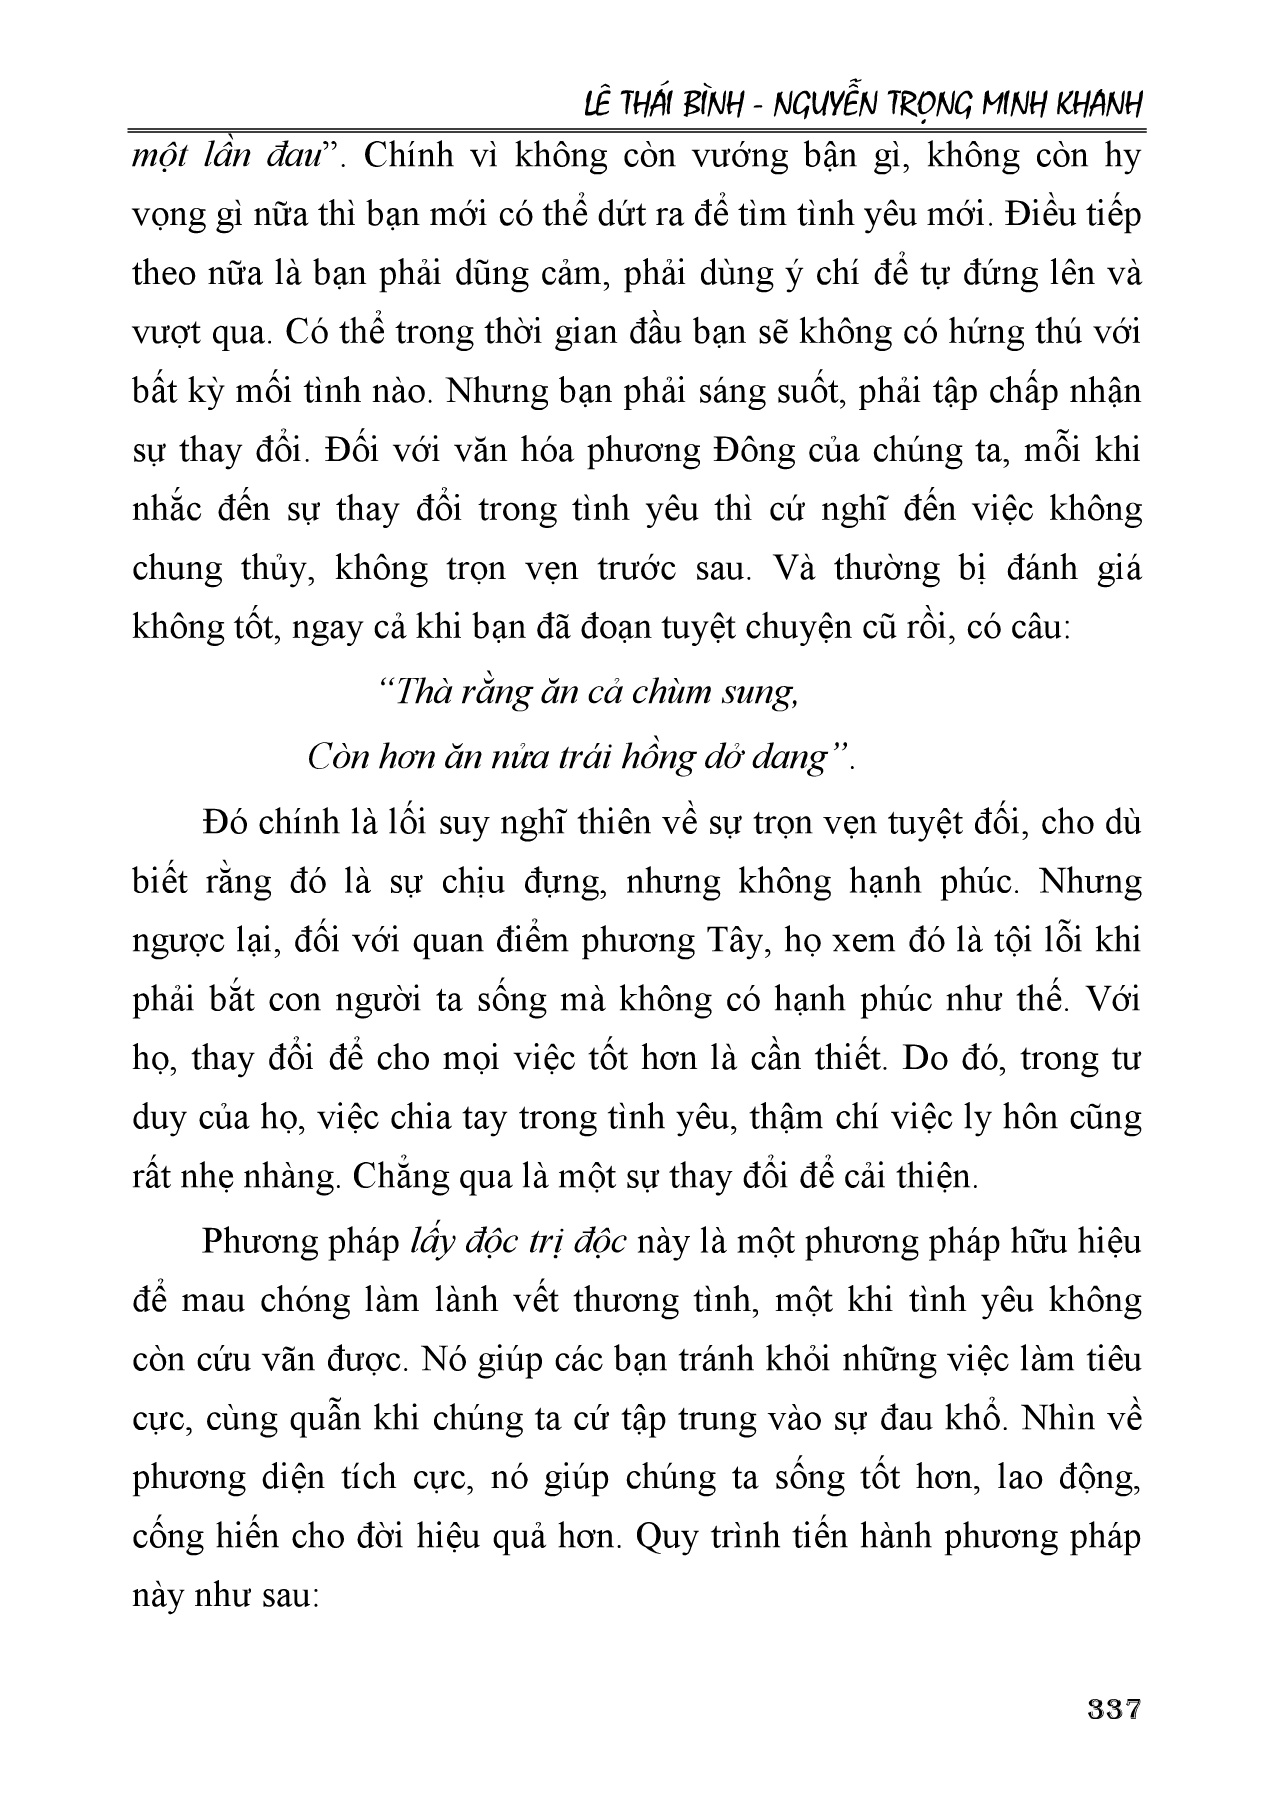 LÊ THÁI BÌNH - NGUYỄN TRỌNG MINH KHANH
một lần đau”. Chính vì không còn vướng bận gì, không còn hy
vọng gì nữa thì bạn mới có thể dứt ra để tìm tình yêu mới. Điều tiếp
theo nữa là bạn phải dũng cảm, phải dùng ý chí để tự đứng lên và
vượt qua. Có thể trong thời gian đầu bạn sẽ không có hứng thú với
bất kỳ mối tình nào. Nhưng bạn phải sáng suốt, phải tập chấp nhận
sự thay đổi. Đối với văn hóa phương Đông của chúng ta, mỗi khi
nhắc đến sự thay đổi trong tình yêu thì cứ nghĩ đến việc không
chung thủy, không trọn vẹn trước sau. Và thường bị đánh giá
không tốt, ngay cả khi bạn đã đoạn tuyệt chuyện cũ rồi, có câu:
“Thà rằng ăn cả chùm sung,
Còn hơn ăn nửa trái hồng dở dang”.
Đó chính là lối suy nghĩ thiên về sự trọn vẹn tuyệt đối, cho dù
biết rằng đó là sự chịu đựng, nhưng không hạnh phúc. Nhưng
ngược lại, đối với quan điểm phương Tây, họ xem đó là tội lỗi khi
phải bắt con người ta sống mà không có hạnh phúc như thế. Với
họ, thay đổi để cho mọi việc tốt hơn là cần thiết. Do đó, trong tư
duy của họ, việc chia tay trong tình yêu, thậm chí việc ly hôn cũng
rất nhẹ nhàng. Chẳng qua là một sự thay đổi để cải thiện.
Phương pháp lấy độc trị độc này là một phương pháp hữu hiệu
để mau chóng làm lành vết thương tình, một khi tình yêu không
còn cứu vãn được. Nó giúp các bạn tránh khỏi những việc làm tiêu
cực, cùng quẫn khi chúng ta cứ tập trung vào sự đau khổ. Nhìn về
phương diện tích cực, nó giúp chúng ta sống tốt hơn, lao động,
cống hiến cho đời hiệu quả hơn. Quy trình tiến hành phương pháp
này như sau:
337